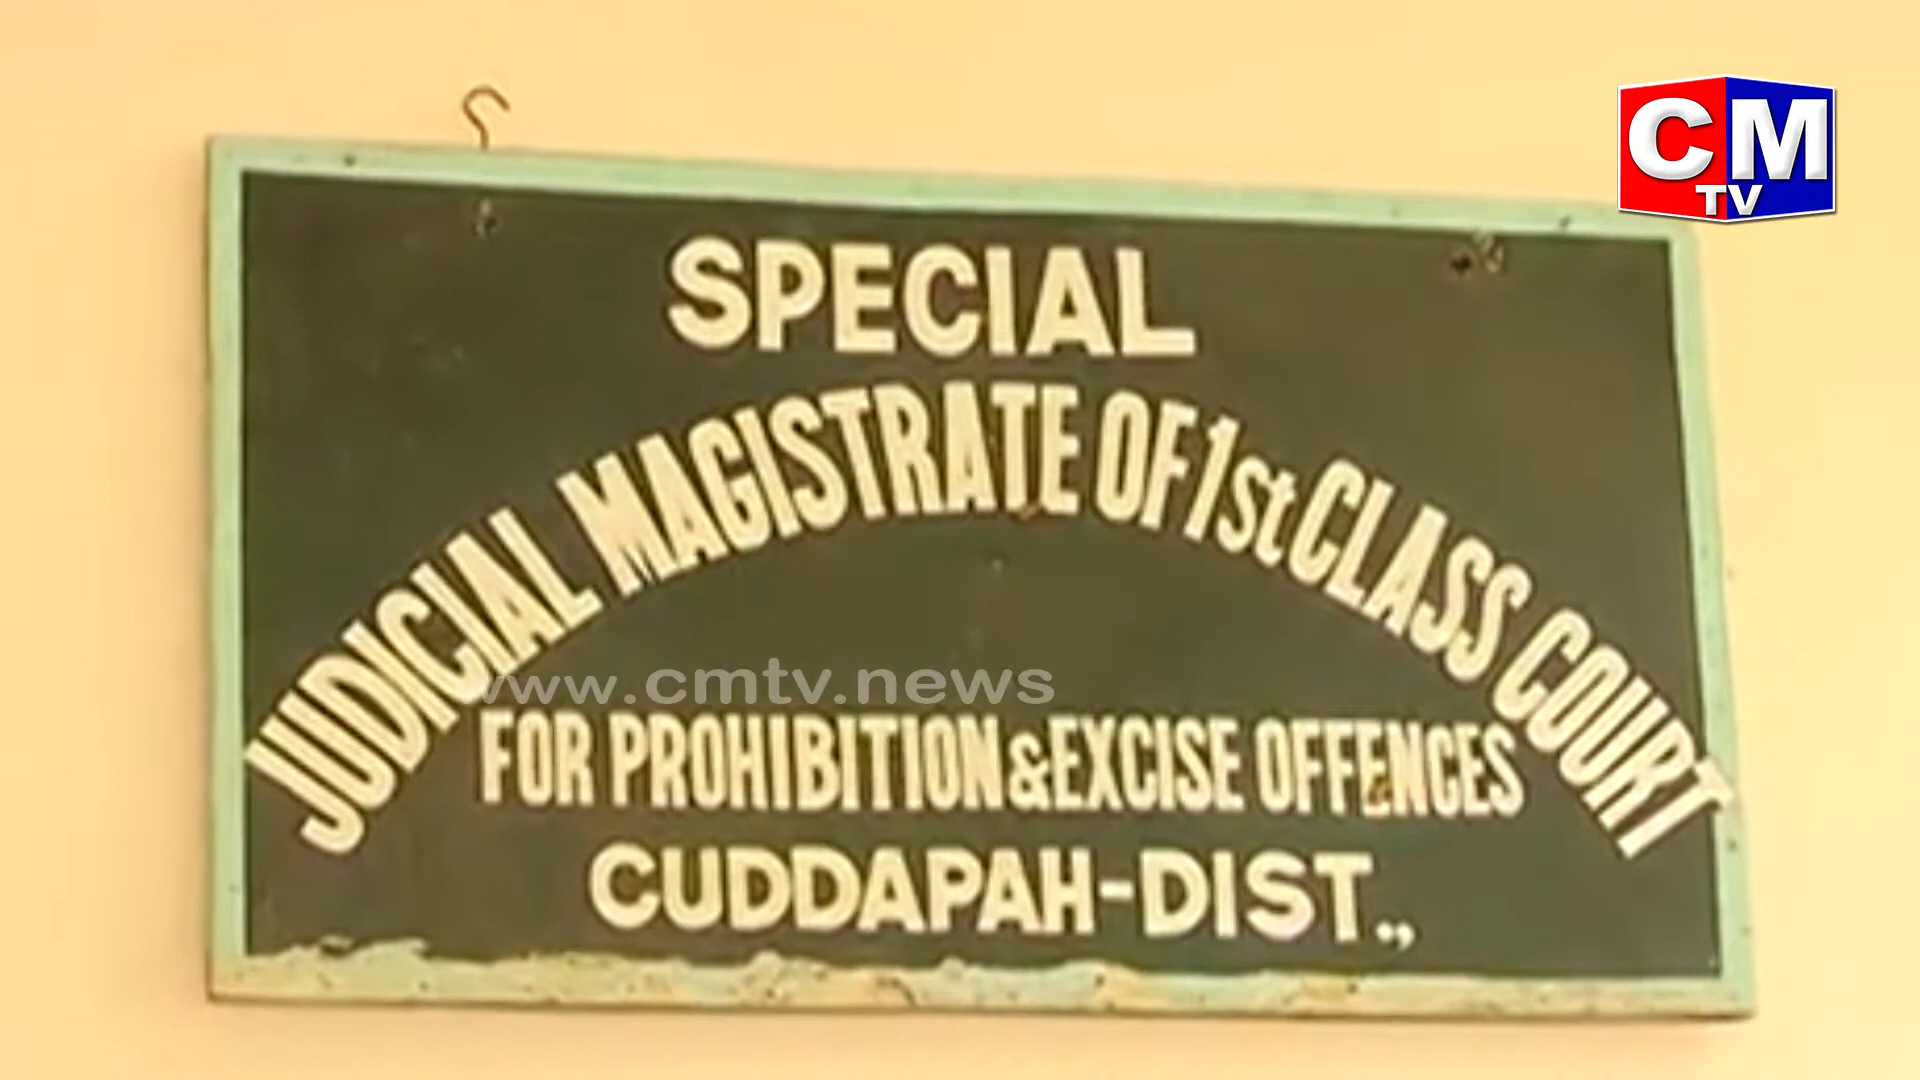 CM
TV
SPECIAL
JUDICIAL MAGISTRATE OF 1st CLASS COURT
www.cmtv.news
FOR PROHIBITION & EXCISE OFFENCES
CUDDAPAH-DIST.,